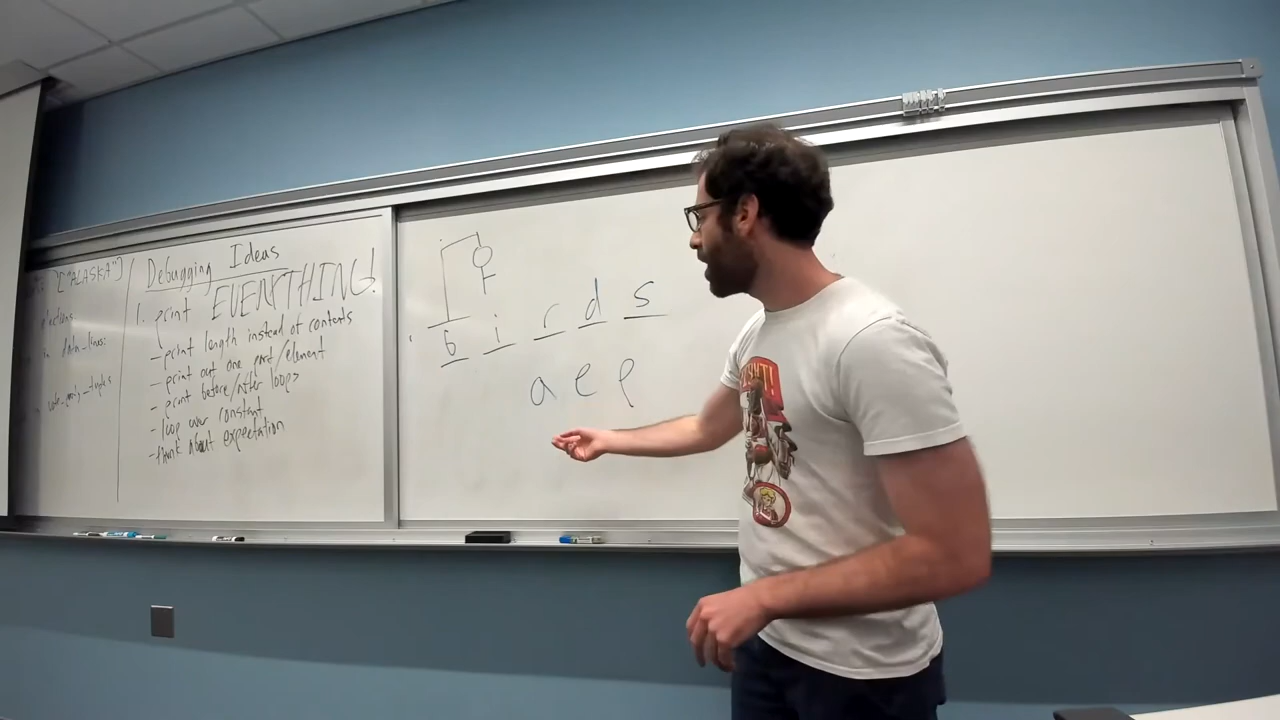 ["ALASKA"]
Debugging Ideas
1. print EVERYTHING!
- print length instead of contents
- print out one part/element
- print before/after loops
- loop over constant
- think about expectation
b i r d s
a e p